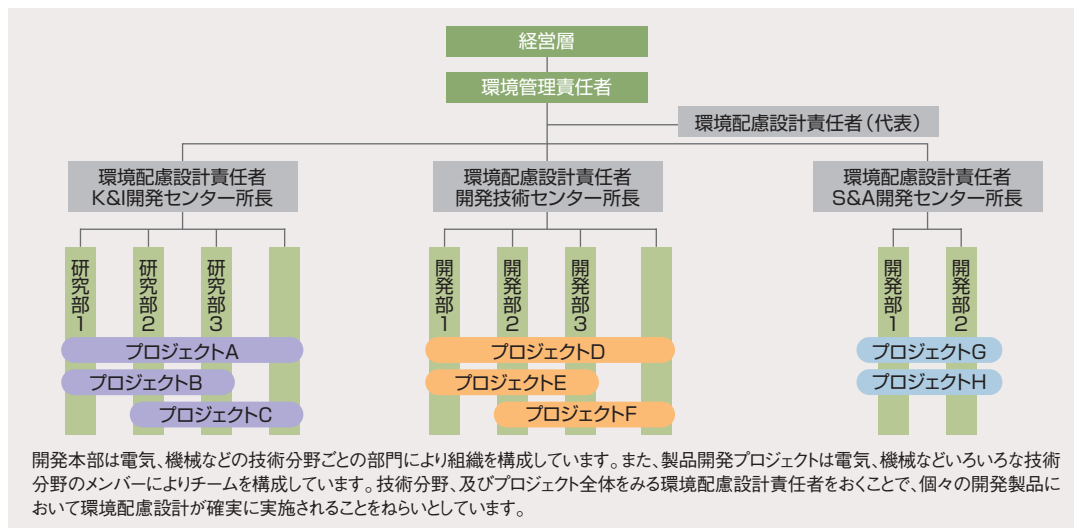 経営層
環境管理責任者
環境配慮設計責任者（代表）
環境配慮設計責任者
K&I開発センター所長
環境配慮設計責任者
開発技術センター所長
環境配慮設計責任者
S&A開発センター所長
研究部1
研究部2
研究部3
開発部1
開発部2
開発部3
開発部1
開発部2
プロジェクトA
プロジェクトB
プロジェクトC
プロジェクトD
プロジェクトE
プロジェクトF
プロジェクトG
プロジェクトH
開発本部は電気、機械などの技術分野ごとの部門により組織を構成しています。また、製品開発プロジェクトは電気、機械などいろいろな技術
分野のメンバーによりチームを構成しています。技術分野、及びプロジェクト全体をみる環境配慮設計責任者をおくことで、個々の開発製品に
おいて環境配慮設計が確実に実施されることをねらいとしています。